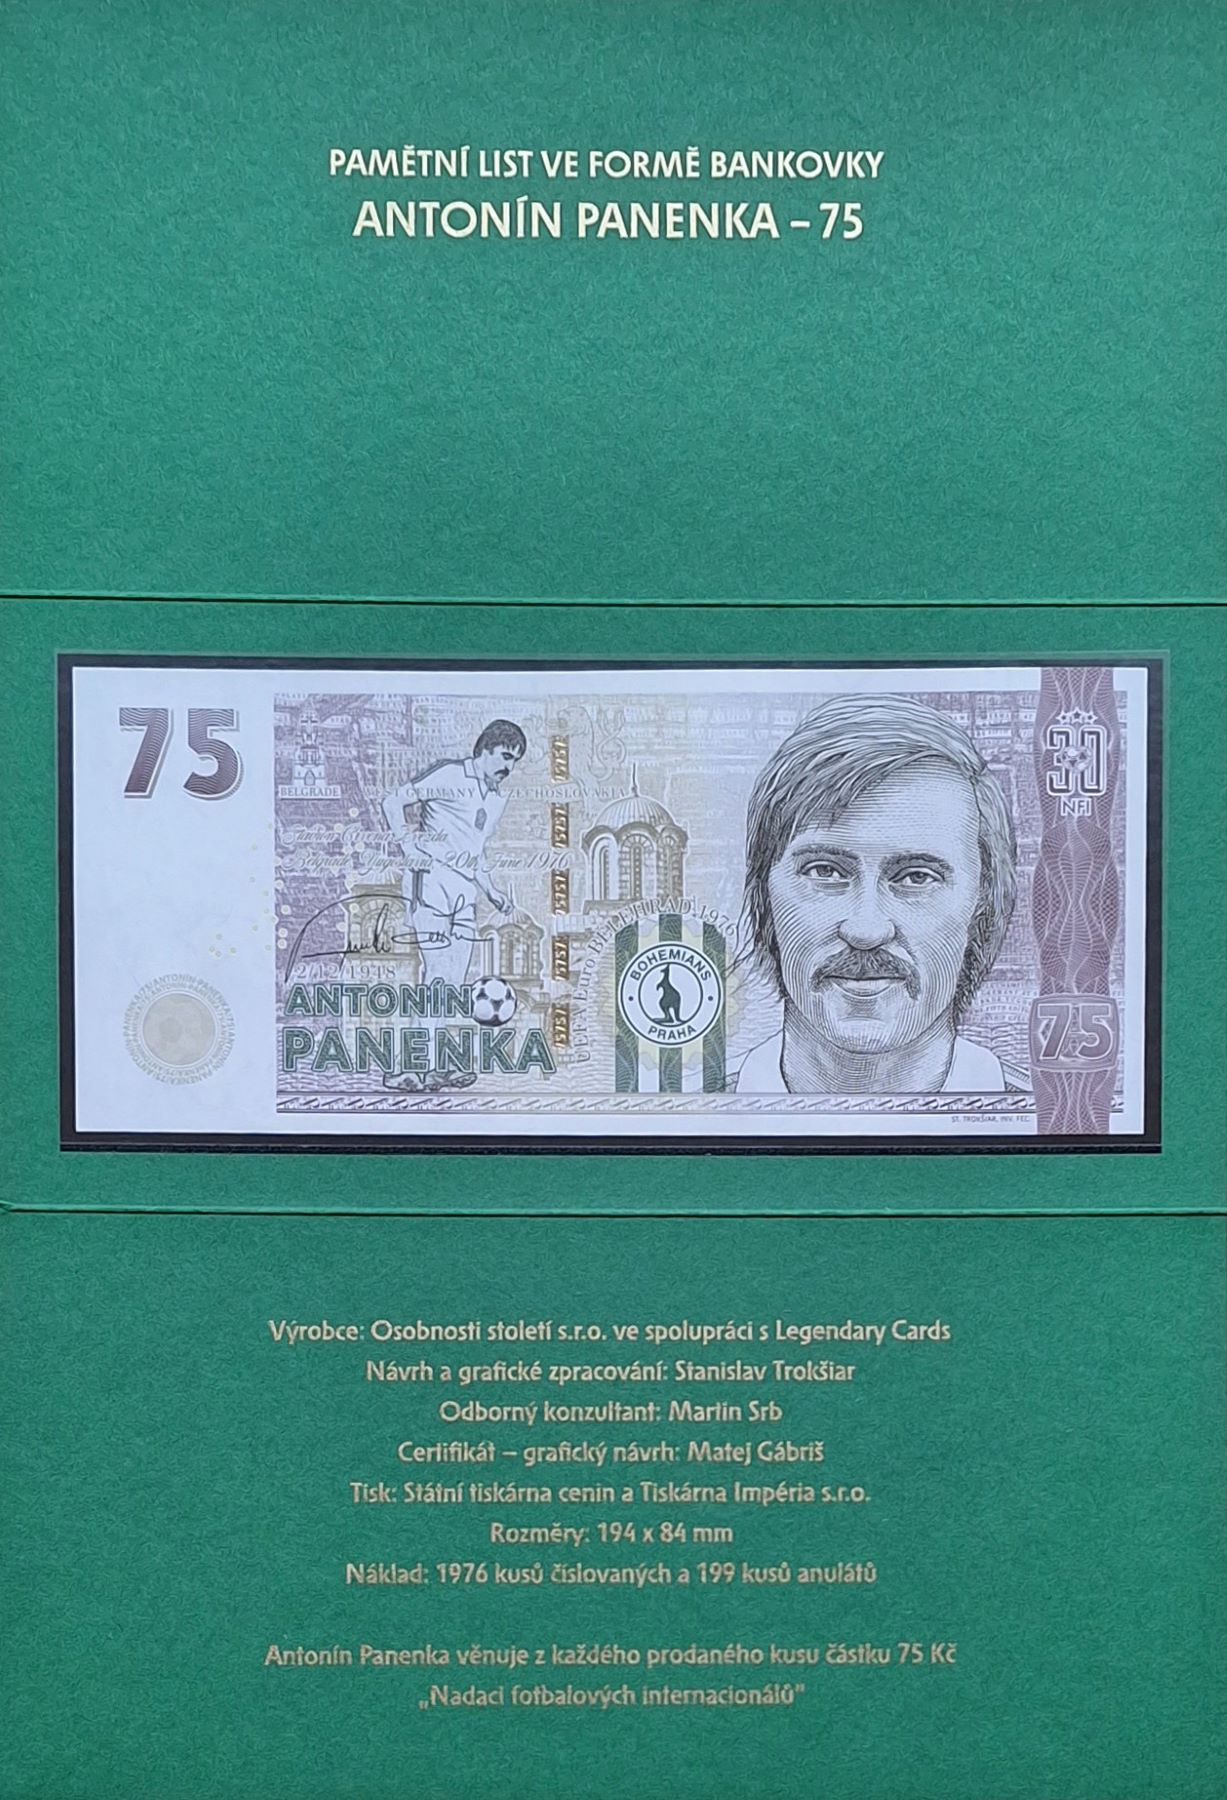 PAMĚTNÍ LIST VE FORMĚ BANKOVKY
ANTONÍN PANENKA – 75
75
30
NFI
BELGRADE
WEST GERMANY CZECHOSLOVAKIA
Stadion Crvena Zvezda
Belgrade Yugoslavia 20th June 1976
2/12/1948
ANTONÍN
PANENKA
UEFA Euro BĚLEHRAD 1976
BOHEMIANS
PRAHA
75
ST. TROKŠIAR, INV. FEC.
Výrobce: Osobnosti století s.r.o. ve spolupráci s Legendary Cards
Návrh a grafické zpracování: Stanislav Trokšiar
Odborný konzultant: Martin Srb
Certifikát – grafický návrh: Matej Gábriš
Tisk: Státní tiskárna cenin a Tiskárna Impéria s.r.o.
Rozměry: 194 x 84 mm
Náklad: 1976 kusů číslovaných a 199 kusů anulátů
Antonín Panenka věnuje z každého prodaného kusu částku 75 Kč
„Nadaci fotbalových internacionálů”